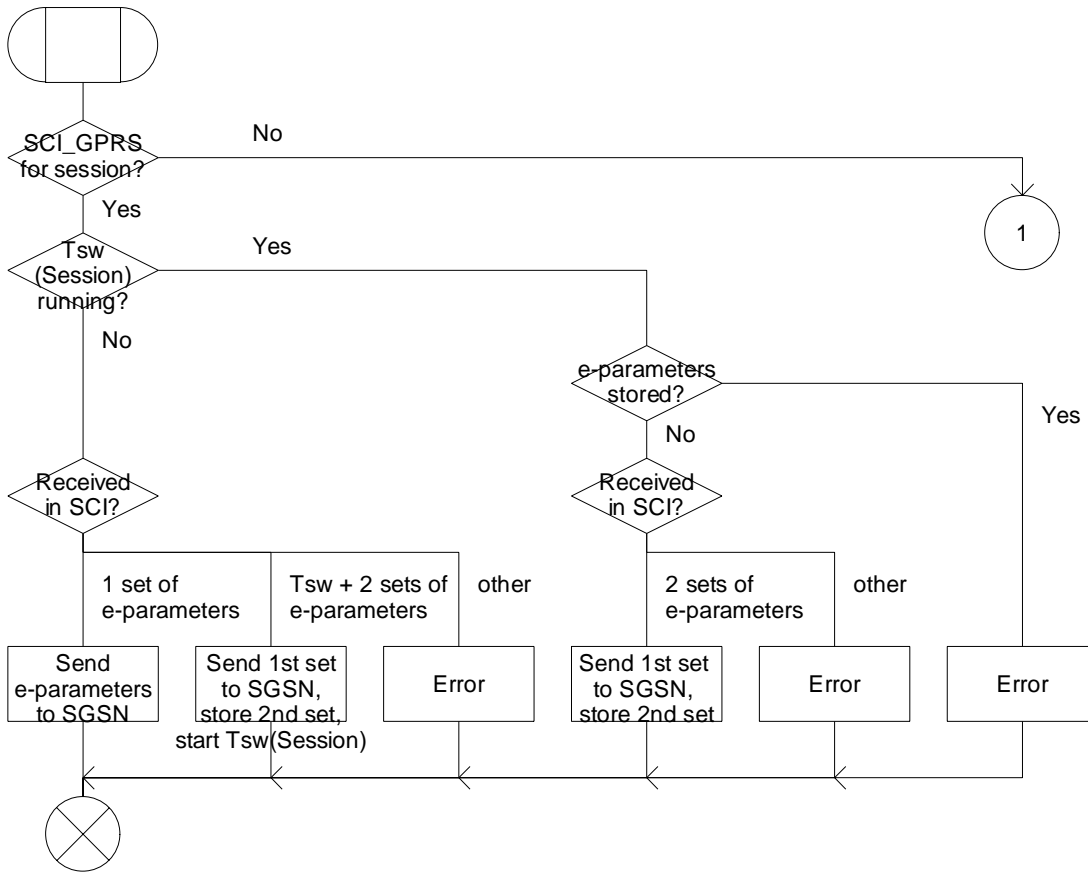 SCI_GPRS
for session?
No
Yes
1
Tsw
(Session)
running?
Yes
No
e-parameters
stored?
Yes
No
Received
in SCI?
Received
in SCI?
1 set of
e-parameters
Tsw + 2 sets of
e-parameters
other
2 sets of
e-parameters
other
Send
e-parameters
to SGSN
Send 1st set
to SGSN,
store 2nd set,
start Tsw(Session)
Error
Send 1st set
to SGSN,
store 2nd set
Error
Error